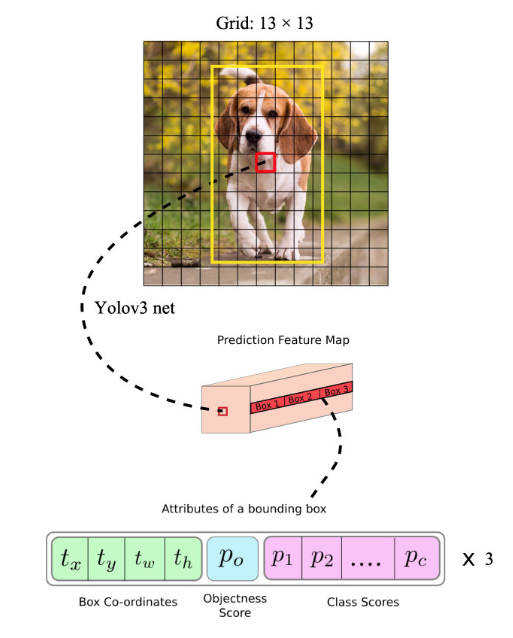 Grid: 13 × 13
Yolov3 net
Prediction Feature Map
Box 1 Box 2 Box 3
Attributes of a bounding box
t_x t_y t_w t_h p_o p_1 p_2 .... p_c X 3
Box Co-ordinates Objectness Score Class Scores